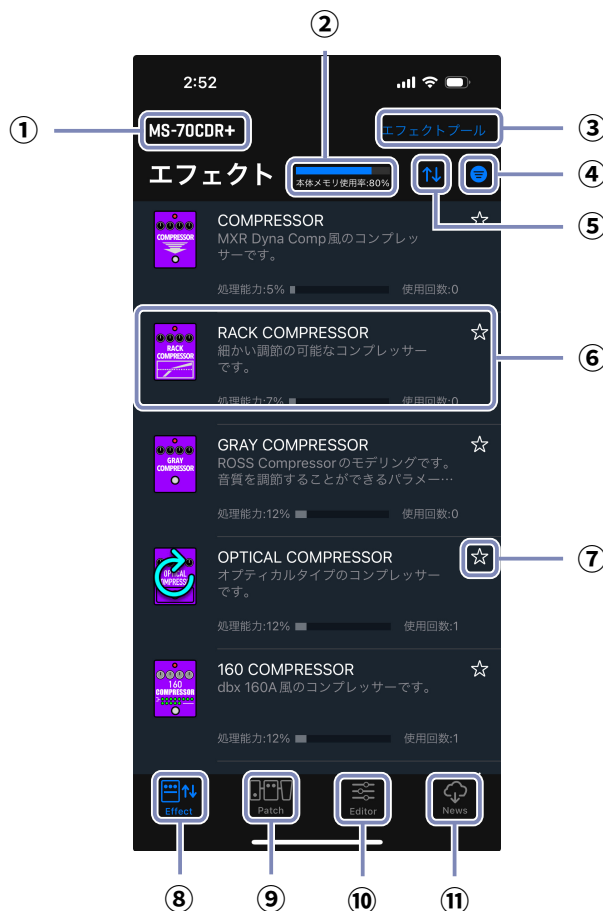 ②
2:52
① MS-70CDR+ エフェクトプール ③
エフェクト 本体メモリ使用率:80% ④
⑤
COMPRESSOR
COMPRESSOR
MXR Dyna Comp風のコンプレッ
サーです。
処理能力:5% 使用回数:0
RACK
COMPRESSOR
RACK COMPRESSOR
細かい調節の可能なコンプレッサー
です。
⑥
処理能力:7% 使用回数:0
GRAY
COMPRESSOR
GRAY COMPRESSOR
ROSS Compressorのモデリングです。
音質を調節することができるパラメー…
処理能力:12% 使用回数:0
OPTICAL COMPRESSOR
オプティカルタイプのコンプレッサー
です。
⑦
処理能力:12% 使用回数:1
160
COMPRESSOR
160 COMPRESSOR
dbx 160A風のコンプレッサーです。
処理能力:12% 使用回数:1
Effect Patch Editor News
⑧ ⑨ ⑩ ⑪